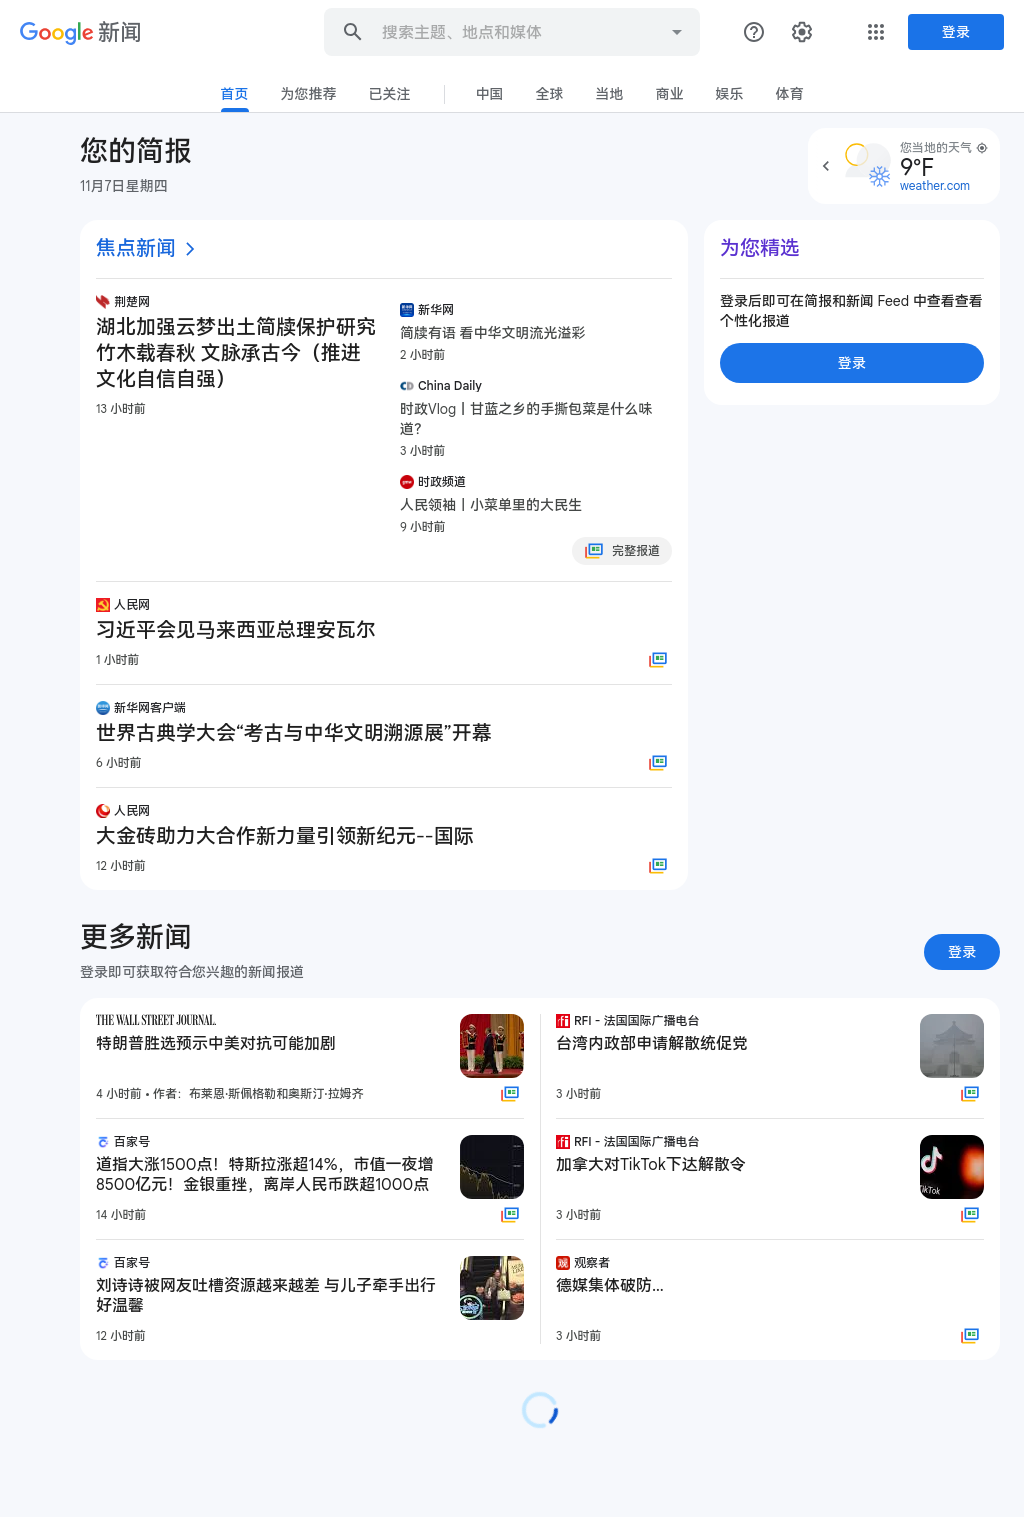 Google 新闻
搜索主题、地点和媒体
登录
首页
为您推荐
已关注
中国
全球
当地
商业
娱乐
体育
您的简报
11月7日星期四
您当地的天气
9°F
weather.com
焦点新闻
荆楚网
湖北加强云梦出土简牍保护研究
竹木载春秋 文脉承古今（推进
文化自信自强）
13 小时前
新华网
简牍有语 看中华文明流光溢彩
2 小时前
China Daily
时政Vlog丨甘蓝之乡的手撕包菜是什么味
道？
3 小时前
时政频道
人民领袖丨小菜单里的大民生
9 小时前
完整报道
人民网
习近平会见马来西亚总理安瓦尔
1 小时前
新华网客户端
世界古典学大会“考古与中华文明溯源展”开幕
6 小时前
人民网
大金砖助力大合作新力量引领新纪元--国际
12 小时前
为您精选
登录后即可在简报和新闻 Feed 中查看查看
个性化报道
登录
更多新闻
登录即可获取符合您兴趣的新闻报道
登录
THE WALL STREET JOURNAL.
特朗普胜选预示中美对抗可能加剧
4 小时前 • 作者：布莱恩·斯佩格勒和奥斯汀·拉姆齐
百家号
道指大涨1500点！特斯拉涨超14%，市值一夜增
8500亿元！金银重挫，离岸人民币跌超1000点
14 小时前
百家号
刘诗诗被网友吐槽资源越来越差 与儿子牵手出行
好温馨
12 小时前
RFI - 法国国际广播电台
台湾内政部申请解散统促党
3 小时前
RFI - 法国国际广播电台
加拿大对TikTok下达解散令
TikTok
3 小时前
观察者
德媒集体破防...
3 小时前